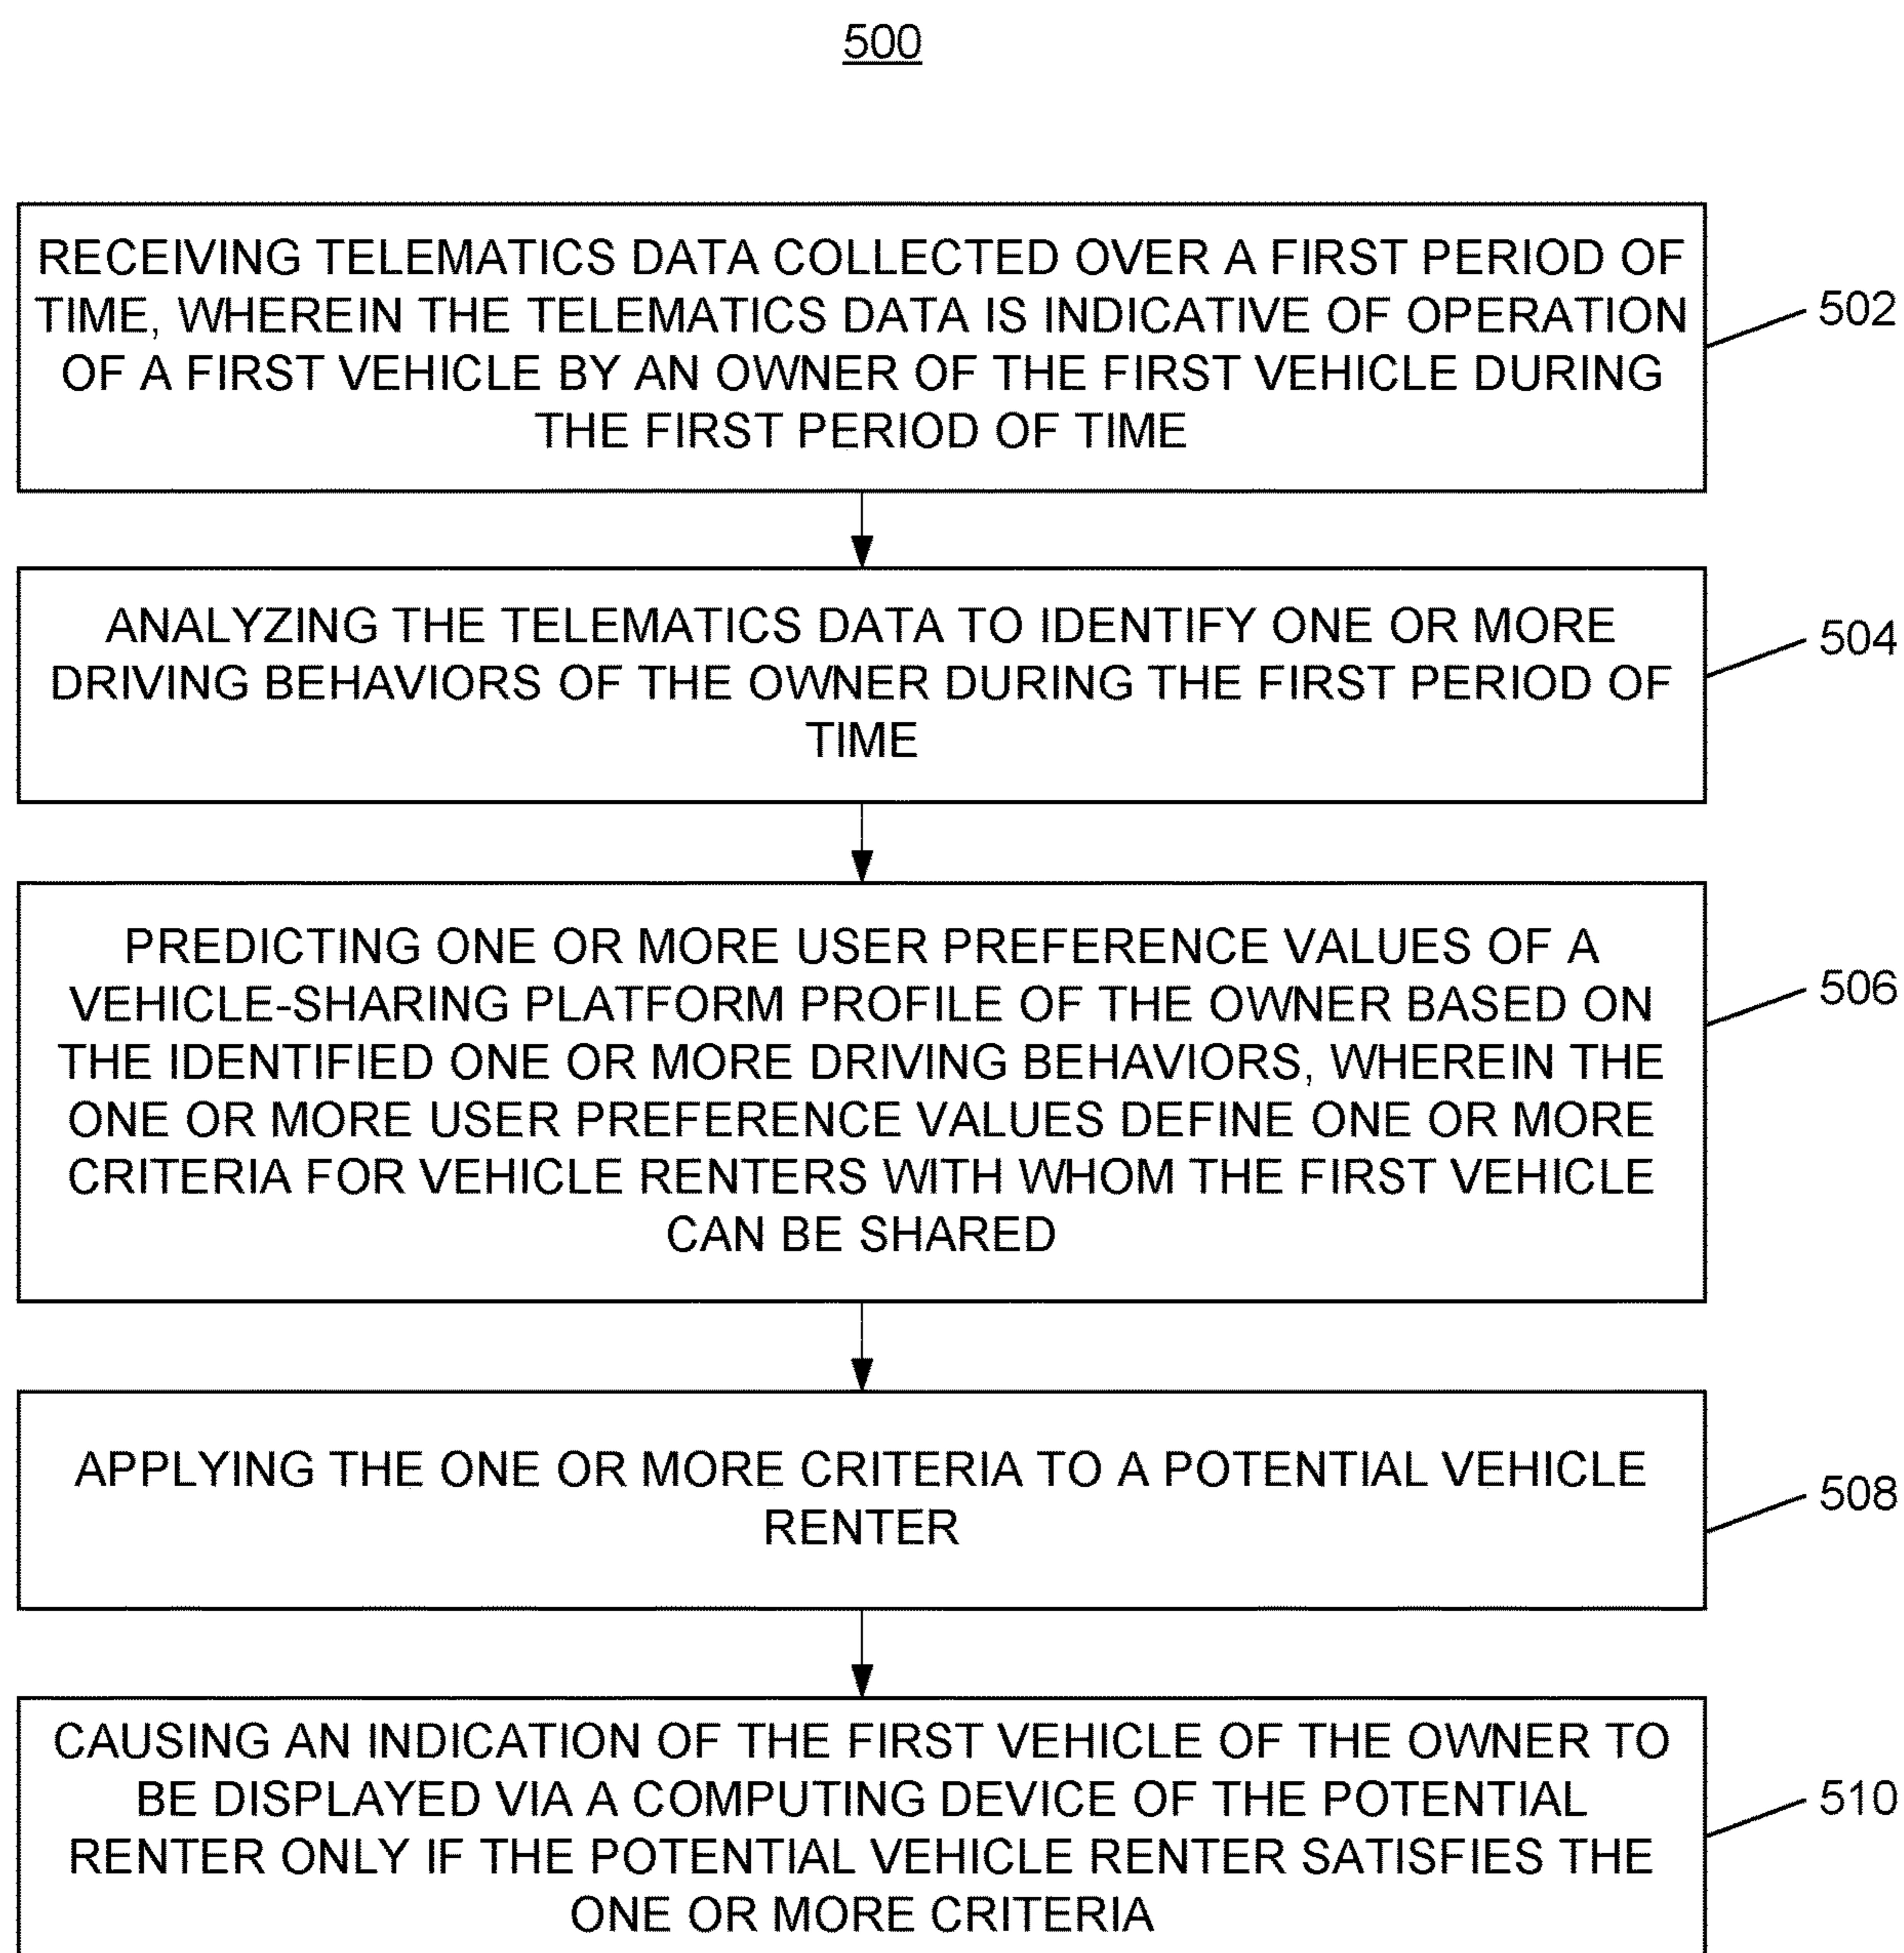 500
RECEIVING TELEMATICS DATA COLLECTED OVER A FIRST PERIOD OF
TIME, WHEREIN THE TELEMATICS DATA IS INDICATIVE OF OPERATION
OF A FIRST VEHICLE BY AN OWNER OF THE FIRST VEHICLE DURING
THE FIRST PERIOD OF TIME
502
ANALYZING THE TELEMATICS DATA TO IDENTIFY ONE OR MORE
DRIVING BEHAVIORS OF THE OWNER DURING THE FIRST PERIOD OF
TIME
504
PREDICTING ONE OR MORE USER PREFERENCE VALUES OF A
VEHICLE-SHARING PLATFORM PROFILE OF THE OWNER BASED ON
THE IDENTIFIED ONE OR MORE DRIVING BEHAVIORS, WHEREIN THE
ONE OR MORE USER PREFERENCE VALUES DEFINE ONE OR MORE
CRITERIA FOR VEHICLE RENTERS WITH WHOM THE FIRST VEHICLE
CAN BE SHARED
506
APPLYING THE ONE OR MORE CRITERIA TO A POTENTIAL VEHICLE
RENTER
508
CAUSING AN INDICATION OF THE FIRST VEHICLE OF THE OWNER TO
BE DISPLAYED VIA A COMPUTING DEVICE OF THE POTENTIAL
RENTER ONLY IF THE POTENTIAL VEHICLE RENTER SATISFIES THE
ONE OR MORE CRITERIA
510